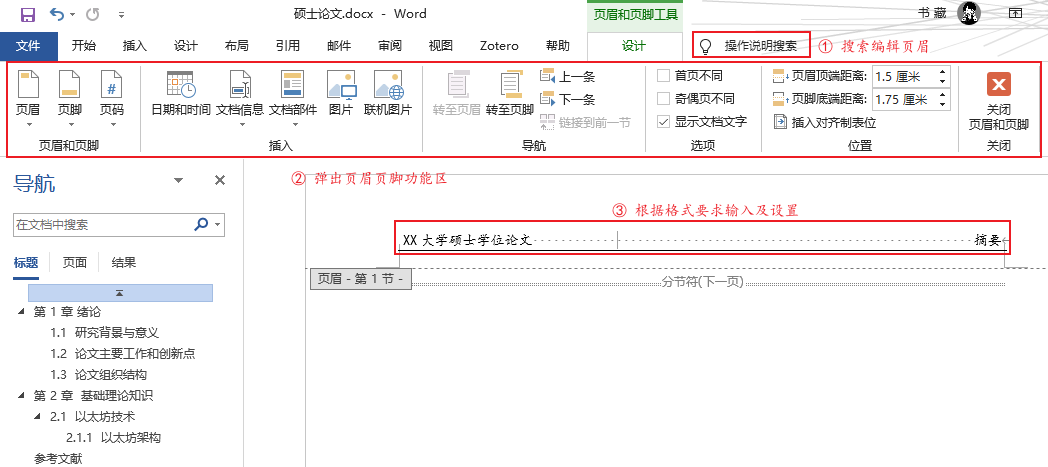 硕士论文.docx - Word
页眉和页脚工具
书 藏
文件 开始 插入 设计 布局 引用 邮件 审阅 视图 Zotero 帮助 设计 操作说明搜索
① 搜索编辑页眉
页眉 页脚 页码
页眉和页脚
日期和时间 文档信息 文档部件 图片 联机图片
插入
转至页眉 转至页脚
上一条
下一条
链接到前一节
导航
首页不同
奇偶页不同
显示文档文字
选项
页眉顶端距离: 1.5 厘米
页脚底端距离: 1.75 厘米
插入对齐制表位
位置
关闭
页眉和页脚
关闭
导航
② 弹出页眉页脚功能区
在文档中搜索
③ 根据格式要求输入及设置
XX 大学硕士学位论文 摘要
标题 页面 结果
页眉 - 第 1 节 -
分节符(下一页)
第 1 章 绪论
1.1 研究背景与意义
1.2 论文主要工作和创新点
1.3 论文组织结构
第 2 章 基础理论知识
2.1 以太坊技术
2.1.1 以太坊架构
参考文献